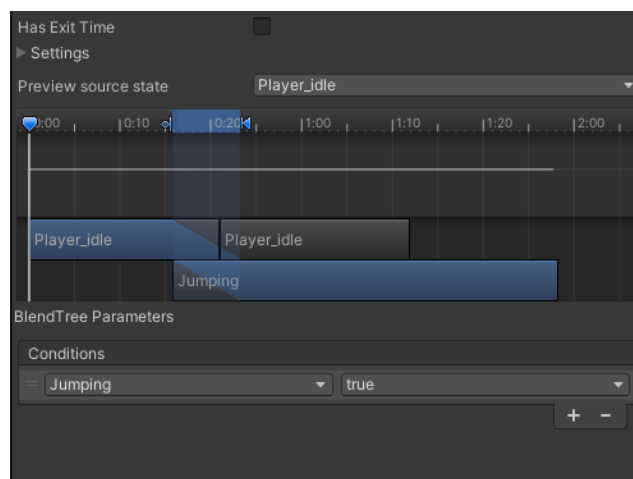 Has Exit Time
Settings
Preview source state Player_idle
0:00 0:10 0:20 1:00 1:10 1:20 2:00
Player_idle Player_idle
Jumping
BlendTree Parameters
Conditions
Jumping true
+ -